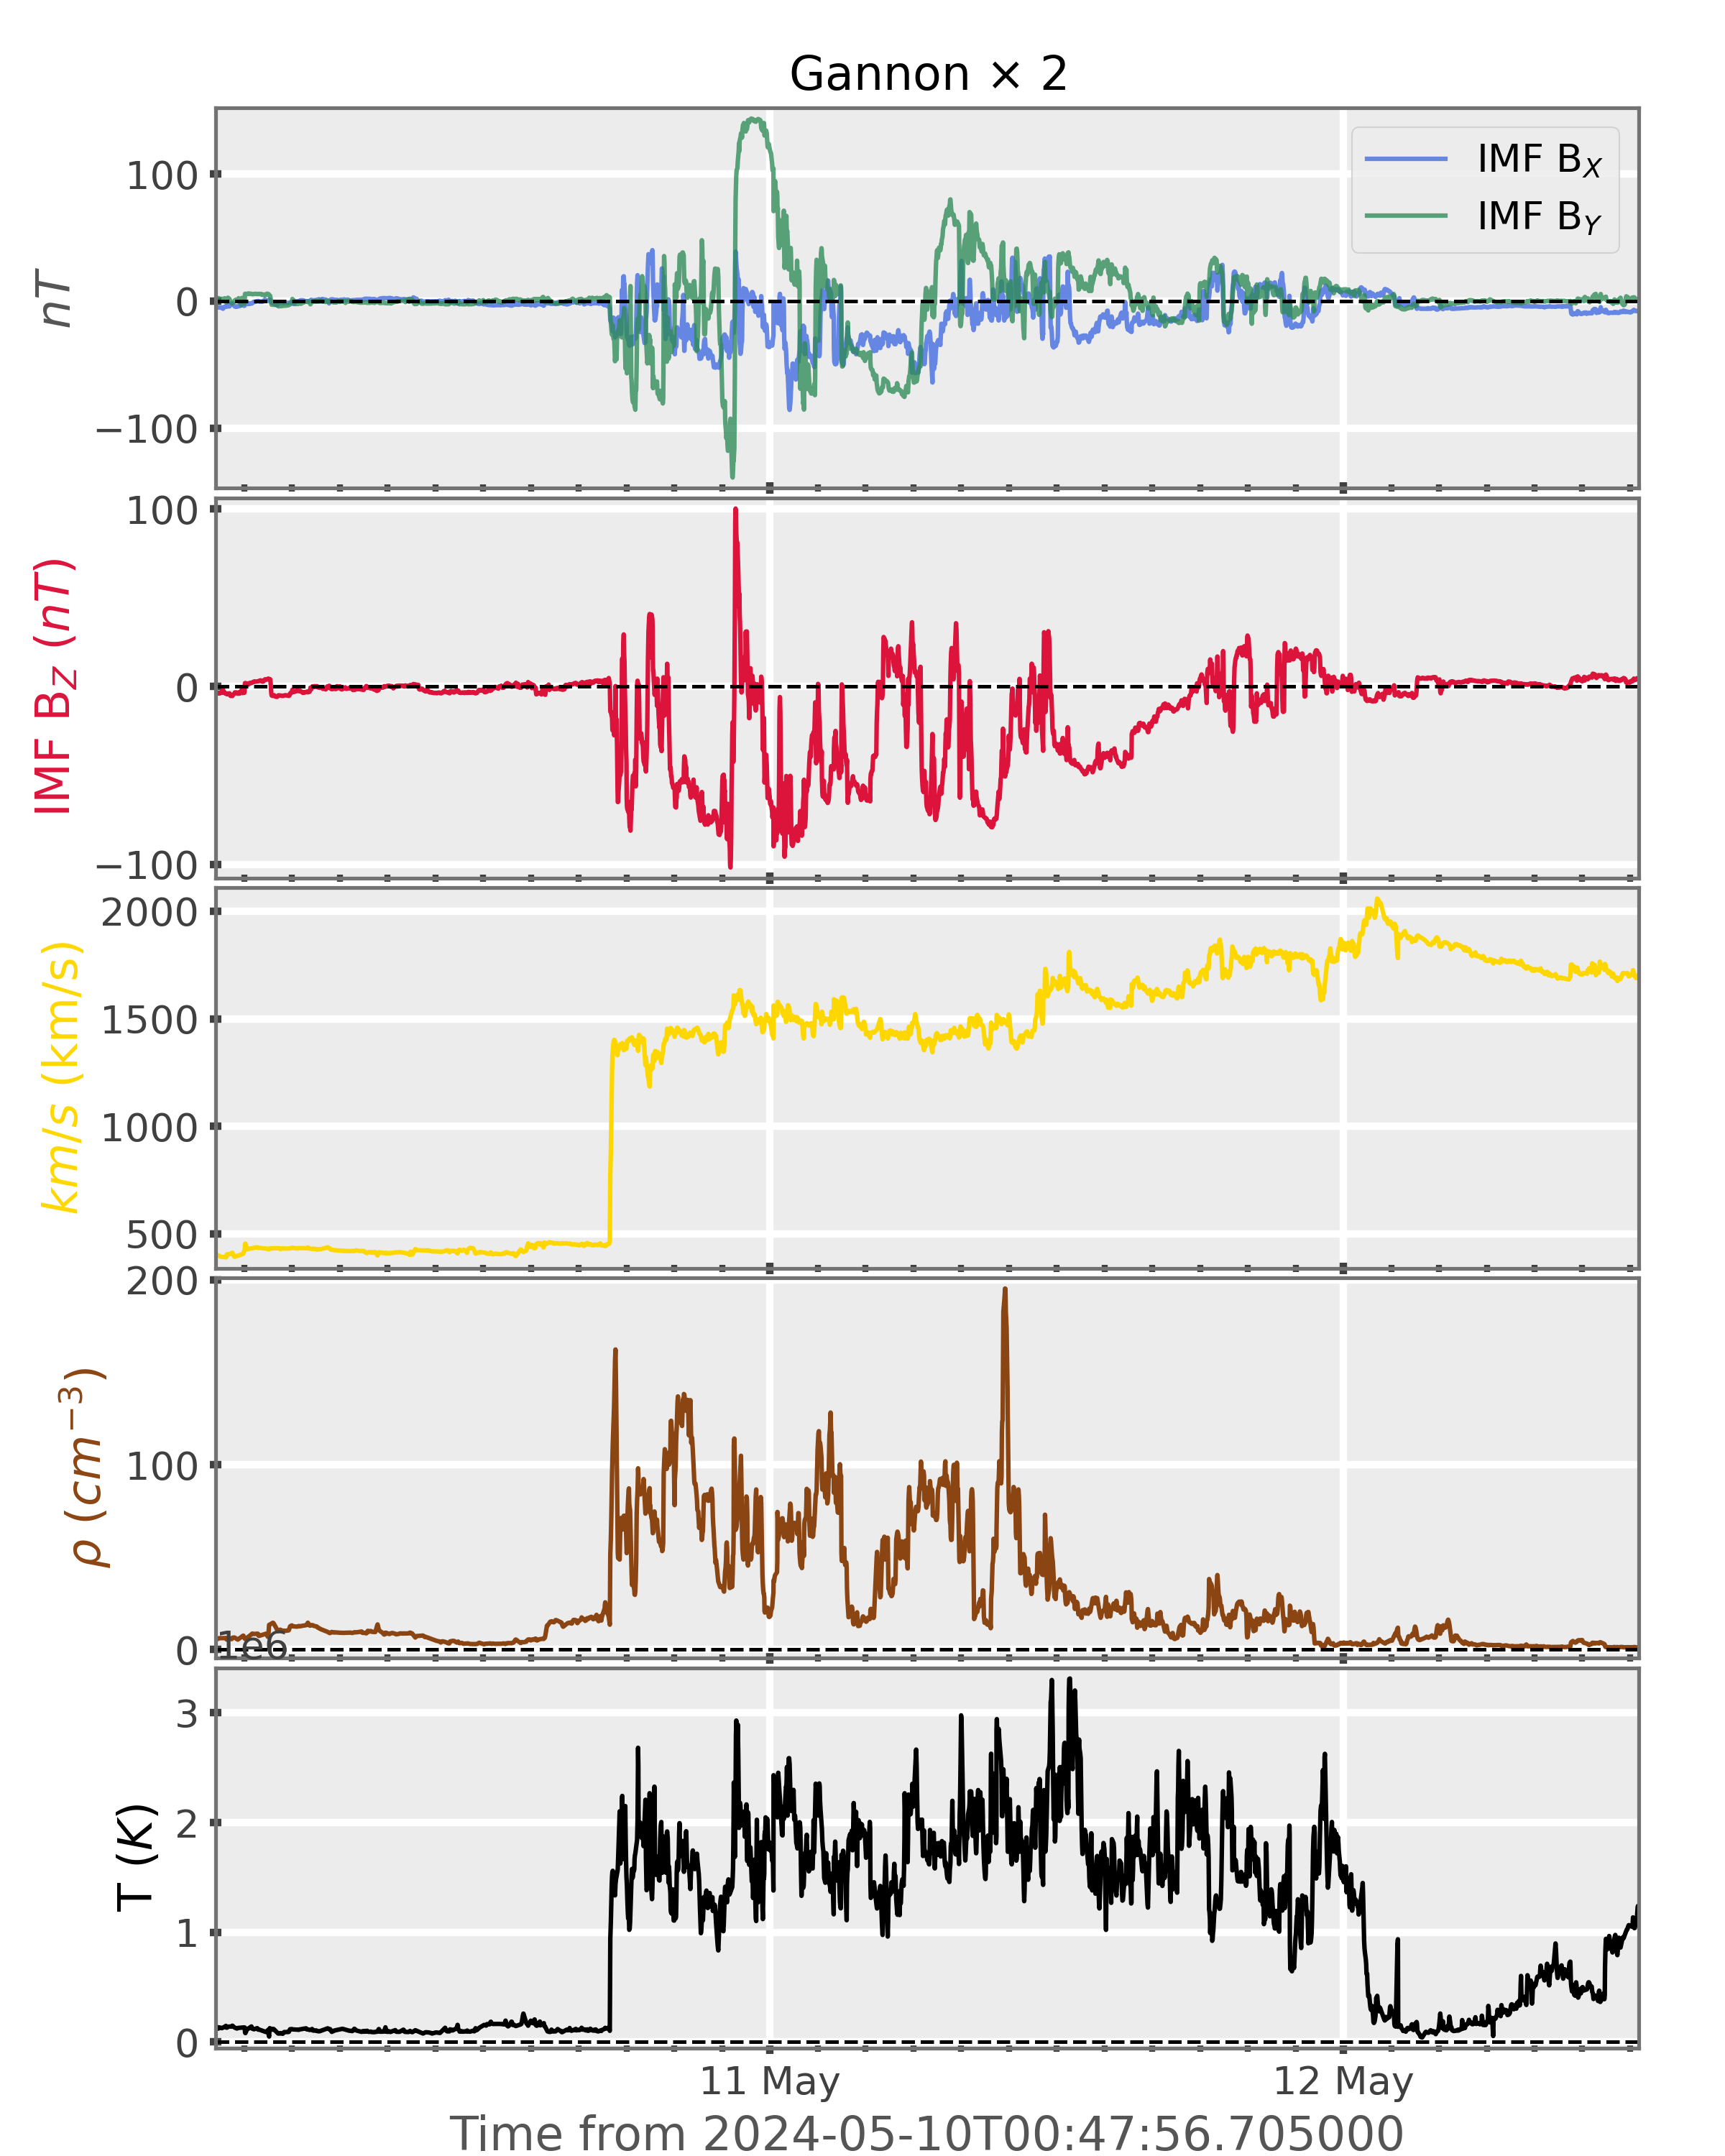 Gannon × 2
nT
100
0
−100
IMF B_X
IMF B_Y
IMF B_Z (nT)
100
0
−100
km/s (km/s)
2000
1500
1000
500
ρ (cm⁻³)
200
100
0
1e6
T (K)
3
2
1
0
11 May
12 May
Time from 2024-05-10T00:47:56.705000